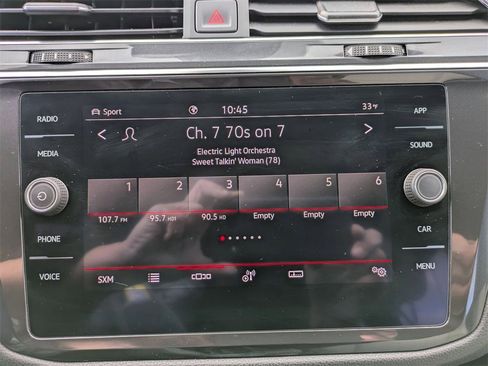 Sport 10:45 33°F
RADIO
APP
Ch. 7 70s on 7
MEDIA
SOUND
Electric Light Orchestra
Sweet Talkin' Woman (78)
1 2 3 4 5 6
107.7 FM 95.7 HD1 90.5 HD Empty Empty Empty
PHONE
CAR
VOICE
MENU
SXM